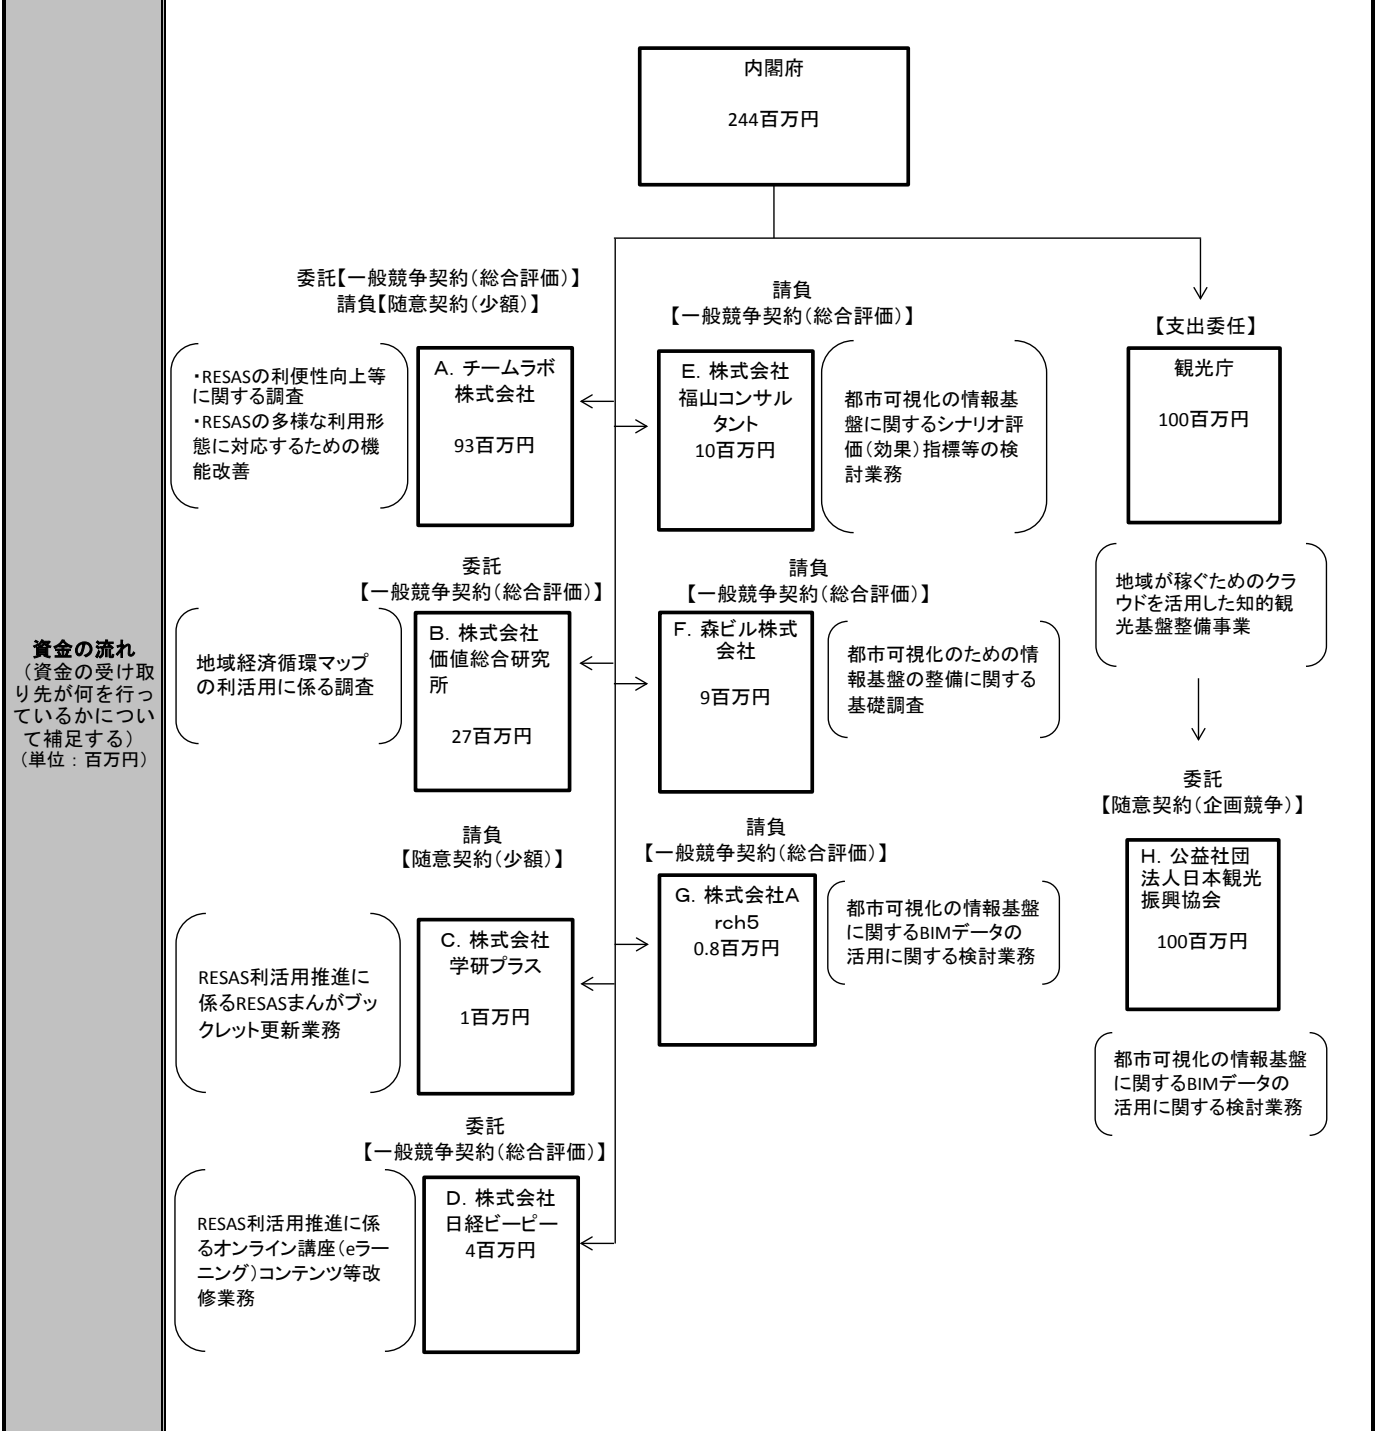 資金の流れ
(資金の受け取
り先が何を行っ
ているかについ
て補足する)
(単位：百万円)
内閣府
244百万円
委託【一般競争契約(総合評価)】
請負【随意契約(少額)】
・RESASの利便性向上等
に関する調査
・RESASの多様な利用形
態に対応するための機
能改善
A. チームラボ
株式会社
93百万円
請負
【一般競争契約(総合評価)】
E. 株式会社
福山コンサル
タント
10百万円
都市可視化の情報基
盤に関するシナリオ評
価(効果)指標等の検
討業務
【支出委任】
観光庁
100百万円
地域が稼ぐためのクラ
ウドを活用した知的観
光基盤整備事業
委託
【一般競争契約(総合評価)】
地域経済循環マップ
の利活用に係る調査
B. 株式会社
価値総合研究
所
27百万円
請負
【一般競争契約(総合評価)】
F. 森ビル株式
会社
9百万円
都市可視化のための情
報基盤の整備に関する
基礎調査
委託
【随意契約(企画競争)】
H. 公益社団
法人日本観光
振興協会
100百万円
都市可視化の情報基盤
に関するBIMデータの
活用に関する検討業務
請負
【随意契約(少額)】
RESAS利活用推進に
係るRESASまんがブッ
クレット更新業務
C. 株式会社
学研プラス
1百万円
請負
【一般競争契約(総合評価)】
G. 株式会社A
rch5
0.8百万円
都市可視化の情報基盤
に関するBIMデータの
活用に関する検討業務
委託
【一般競争契約(総合評価)】
RESAS利活用推進に係
るオンライン講座(eラー
ニング)コンテンツ等改
修業務
D. 株式会社
日経ビーピー
4百万円